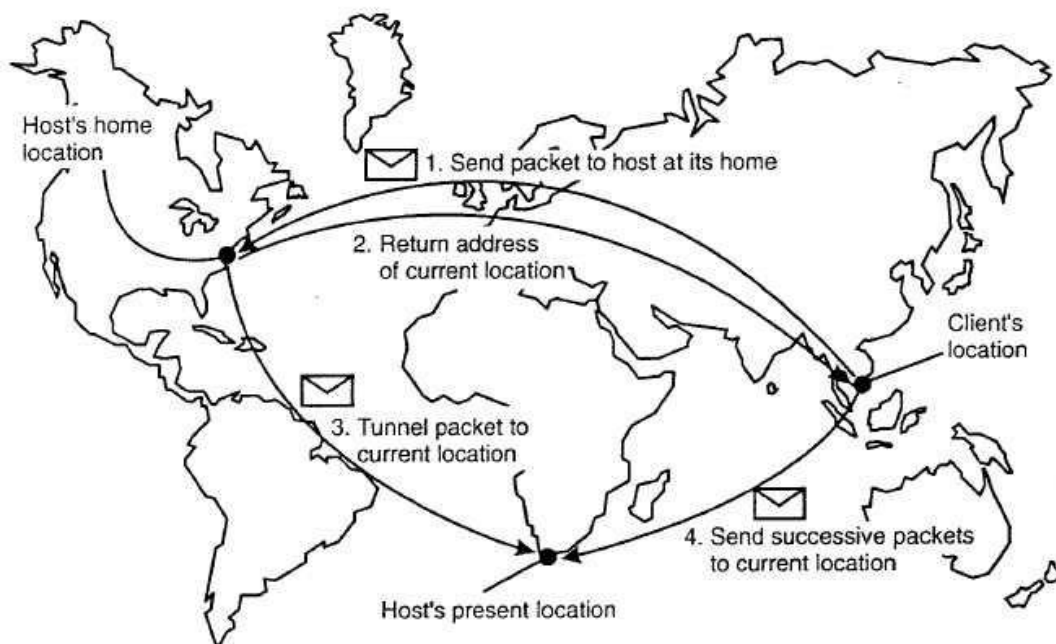 Host's home
location
1. Send packet to host at its home
2. Return address
of current location
Client's
location
3. Tunnel packet to
current location
4. Send successive packets
to current location
Host's present location